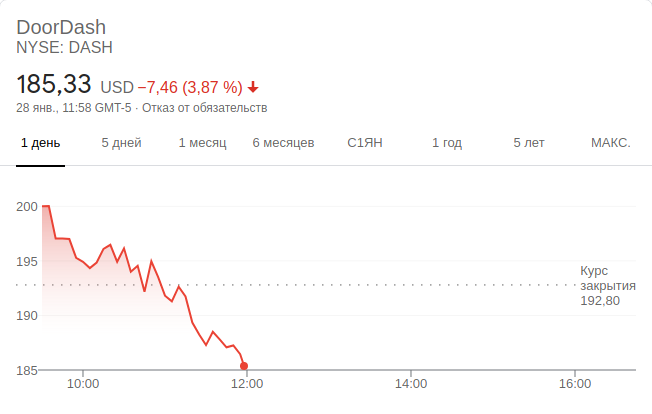 DoorDash
NYSE: DASH
185,33 USD −7,46 (3,87 %)
28 янв., 11:58 GMT-5 · Отказ от обязательств
1 день 5 дней 1 месяц 6 месяцев С1ЯН 1 год 5 лет МАКС.
200
195
Курс
закрытия
192,80
190
185
10:00 12:00 14:00 16:00